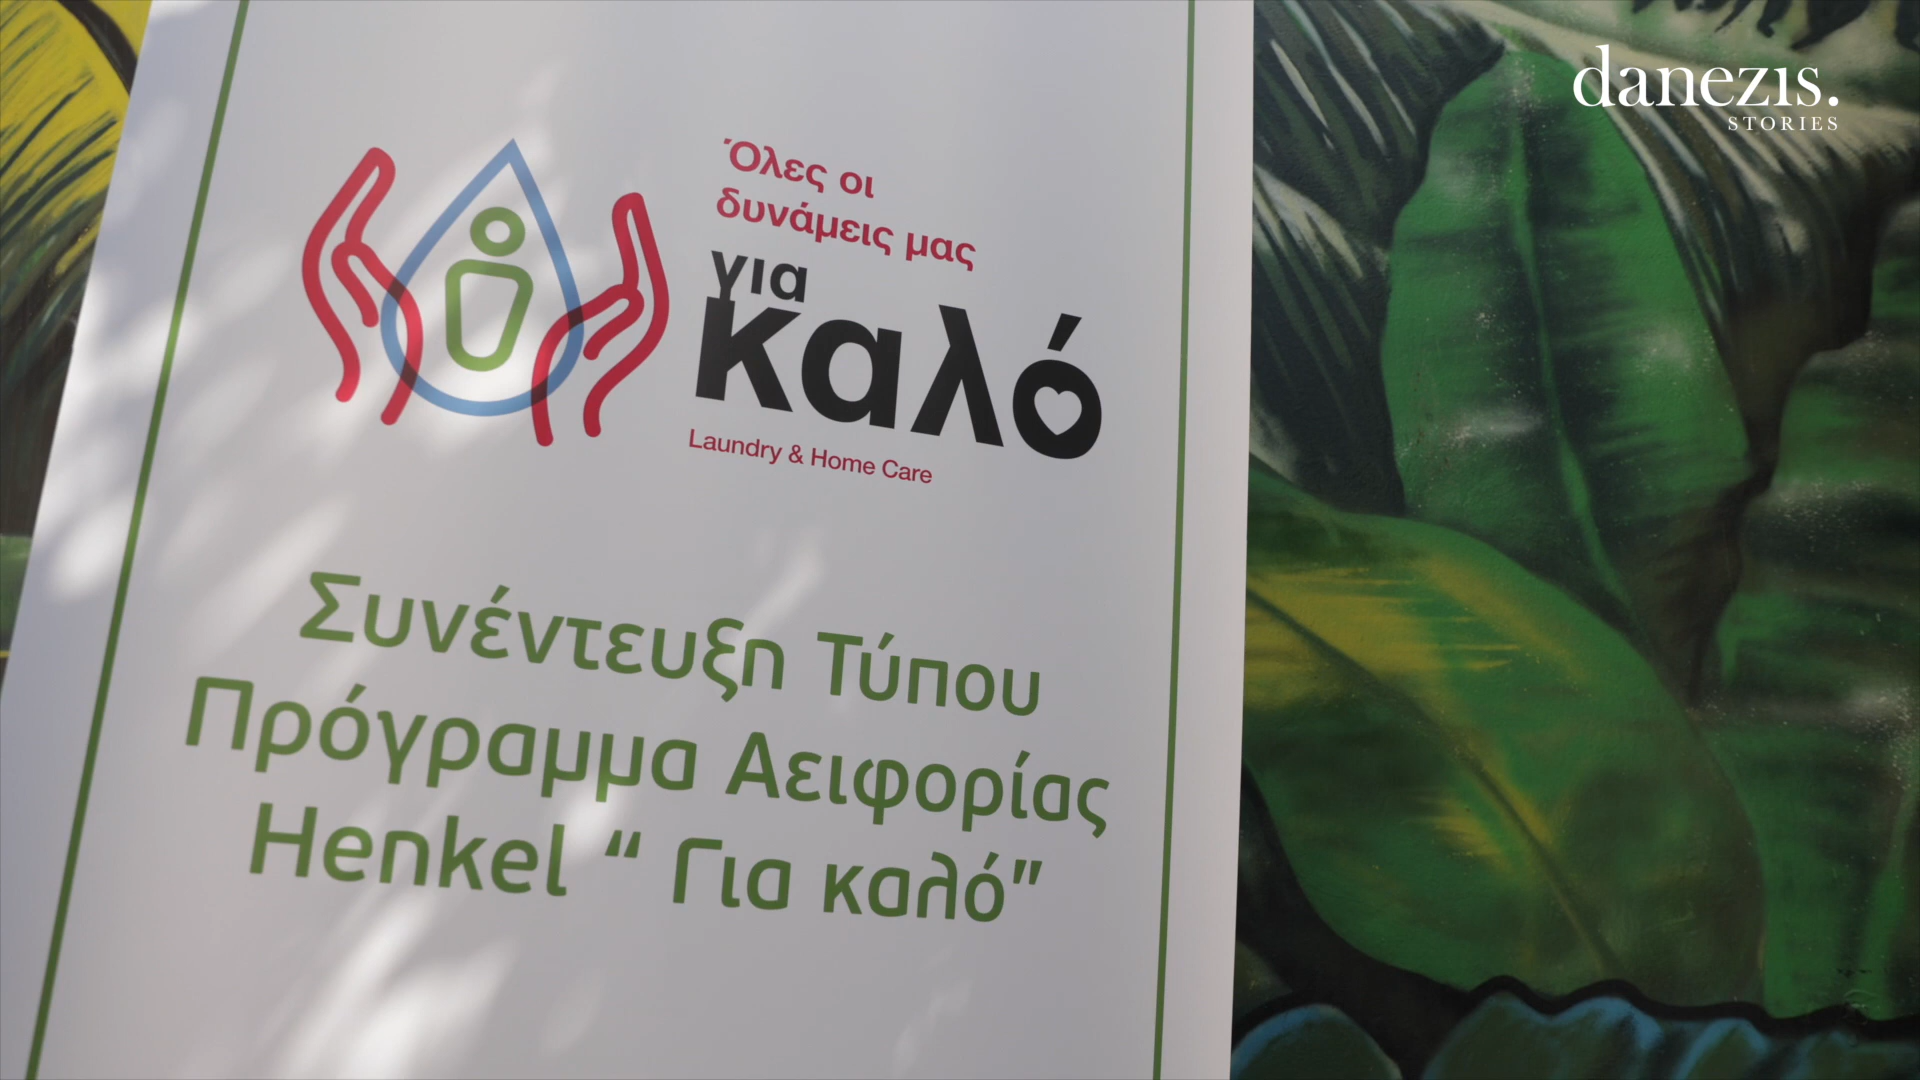 danezis.
STORIES
Όλες οι
δυνάμεις μας
για
καλό
Laundry & Home Care
Συνέντευξη Τύπου
Πρόγραμμα Αειφορίας
Henkel “ Για καλό”